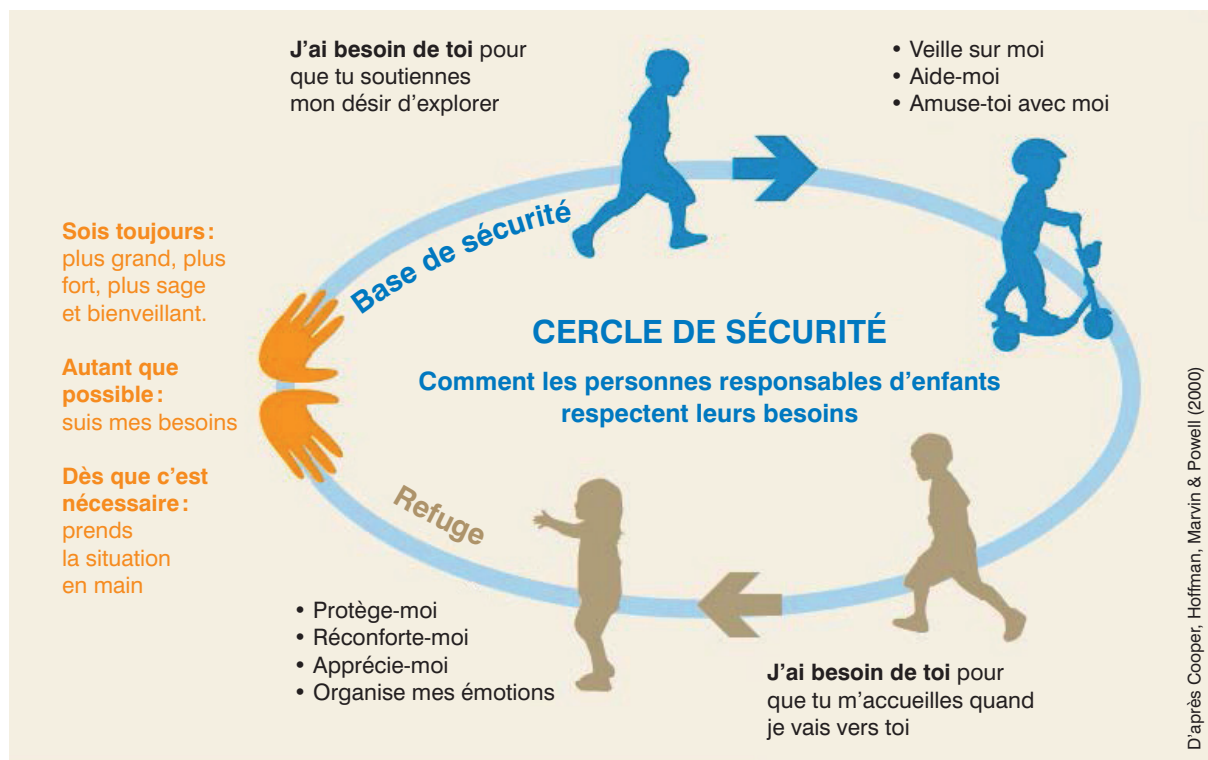 J'ai besoin de toi pour
que tu soutiennes
mon désir d'explorer
• Veille sur moi
• Aide-moi
• Amuse-toi avec moi
Sois toujours :
plus grand, plus
fort, plus sage
et bienveillant.
Autant que
possible :
suis mes besoins
Dès que c'est
nécessaire :
prends
la situation
en main
Base de sécurité
CERCLE DE SÉCURITÉ
Comment les personnes responsables d'enfants
respectent leurs besoins
Refuge
• Protège-moi
• Réconforte-moi
• Apprécie-moi
• Organise mes émotions
J'ai besoin de toi pour
que tu m'accueilles quand
je vais vers toi
D'après Cooper, Hoffman, Marvin & Powell (2000)